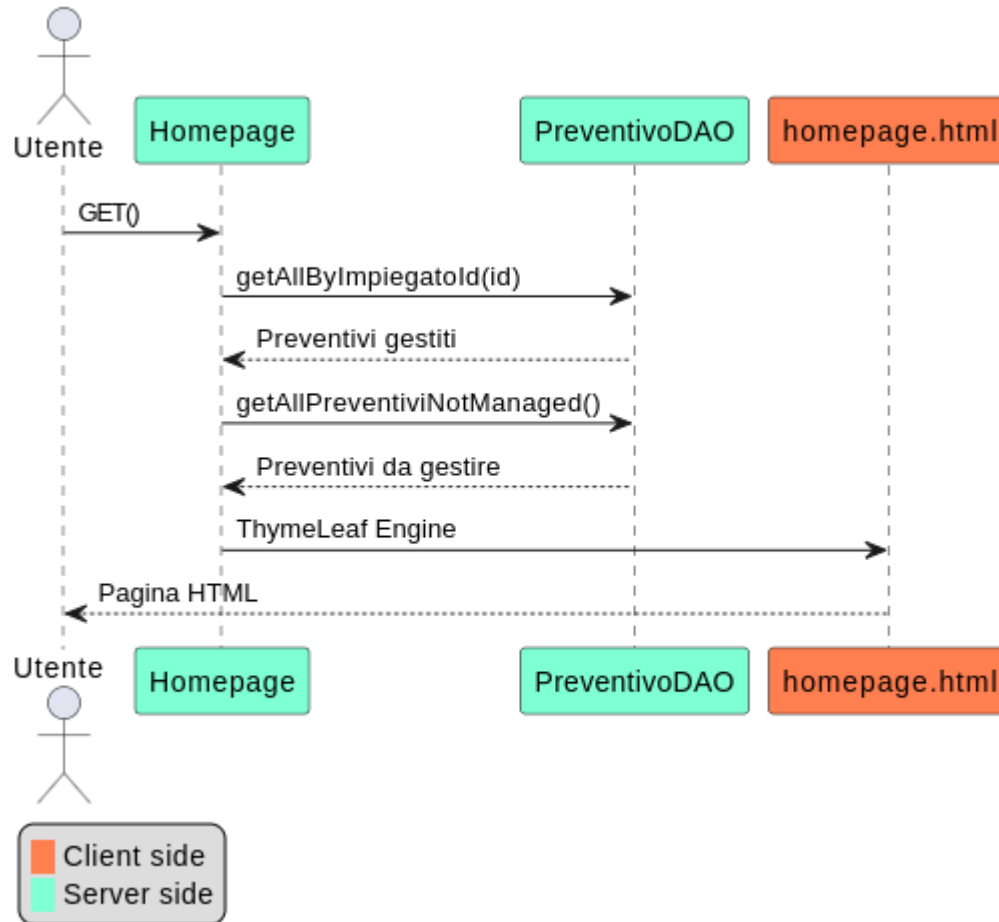 Utente
Homepage
PreventivoDAO
homepage.html
GET()
getAllByImpiegatoId(id)
Preventivi gestiti
getAllPreventiviNotManaged()
Preventivi da gestire
ThymeLeaf Engine
Pagina HTML
Utente
Homepage
PreventivoDAO
homepage.html
Client side
Server side